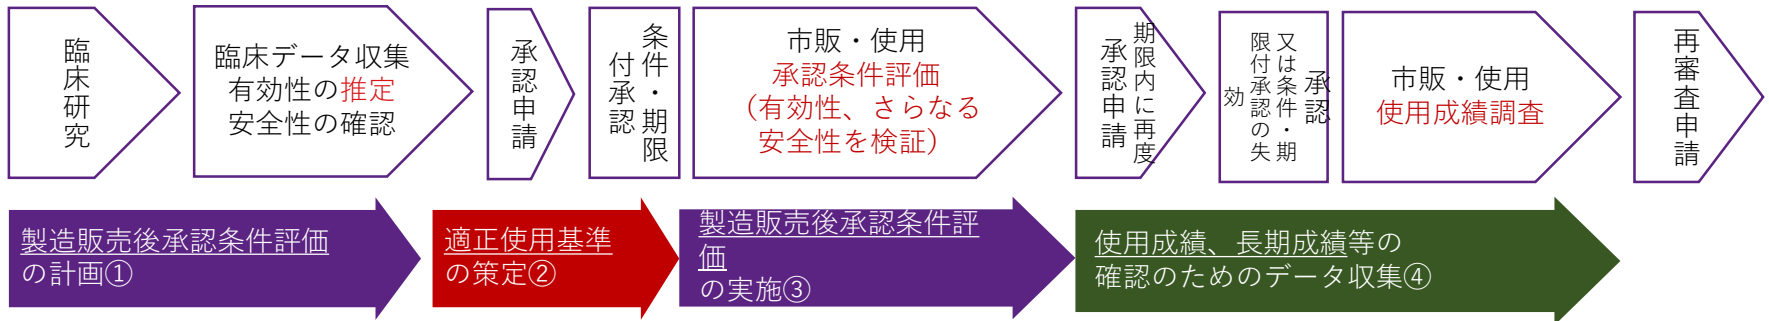 臨床研究
臨床データ収集
有効性の推定
安全性の確認
承認申請
条件・期限
付承認
市販・使用
承認条件評価
（有効性、さらなる
安全性を検証）
期限内に再度
承認申請
承認
又は条件・期
限付承認の失
効
市販・使用
使用成績調査
再審査申請
製造販売後承認条件評価
の計画①
適正使用基準
の策定②
製造販売後承認条件評
価
の実施③
使用成績、長期成績等の
確認のためのデータ収集④